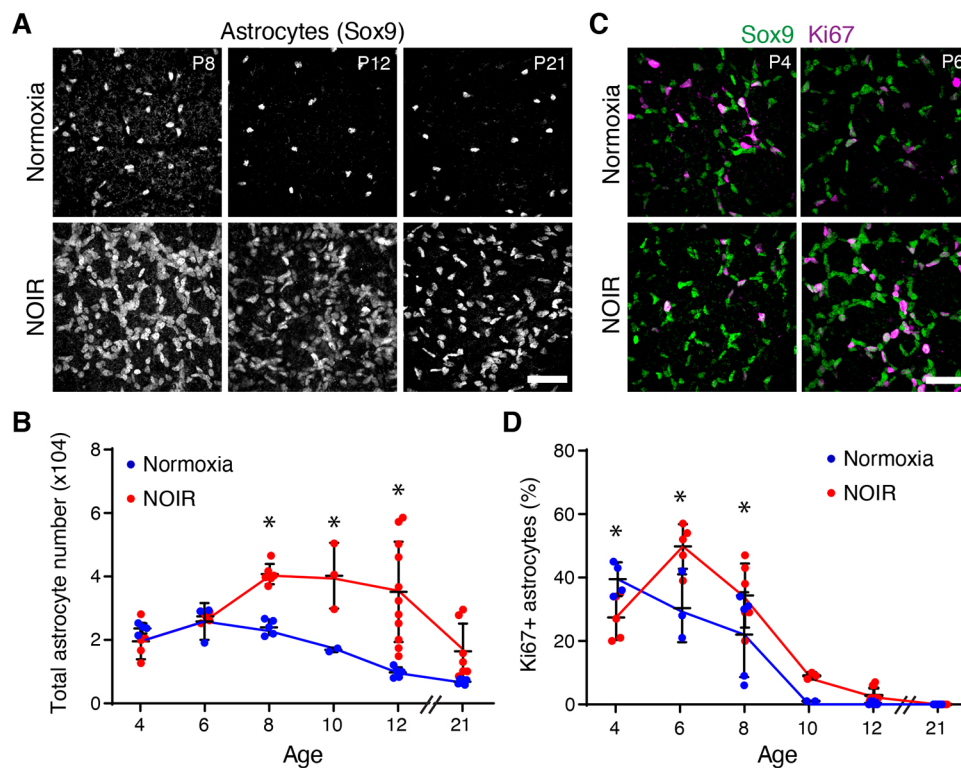 A
Astrocytes (Sox9)
P8
P12
P21
Normoxia
NOIR
C
Sox9 Ki67
P4
P6
Normoxia
NOIR
B
Total astrocyte number (x104)
8
6
4
2
0
Normoxia
NOIR
*
*
*
4
6
8
10
12
21
Age
D
Ki67+ astrocytes (%)
80
60
40
20
0
Normoxia
NOIR
*
*
*
4
6
8
10
12
21
Age